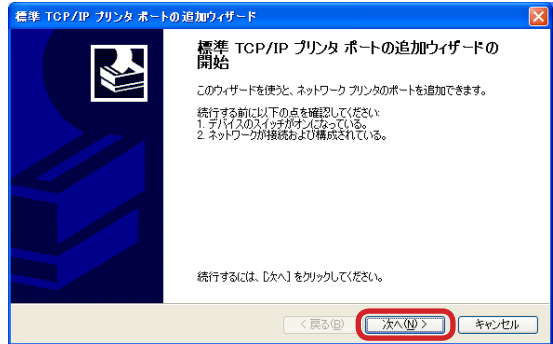 標準 TCP/IP プリンタ ポートの追加ウィザード
標準 TCP/IP プリンタ ポートの追加ウィザードの
開始
このウィザードを使うと、ネットワーク プリンタのポートを追加できます。
続行する前に以下の点を確認してください:
1. デバイスのスイッチがオンになっている。
2. ネットワークが接続および構成されている。
続行するには、[次へ] をクリックしてください。
< 戻る(B)
次へ(N) >
キャンセル